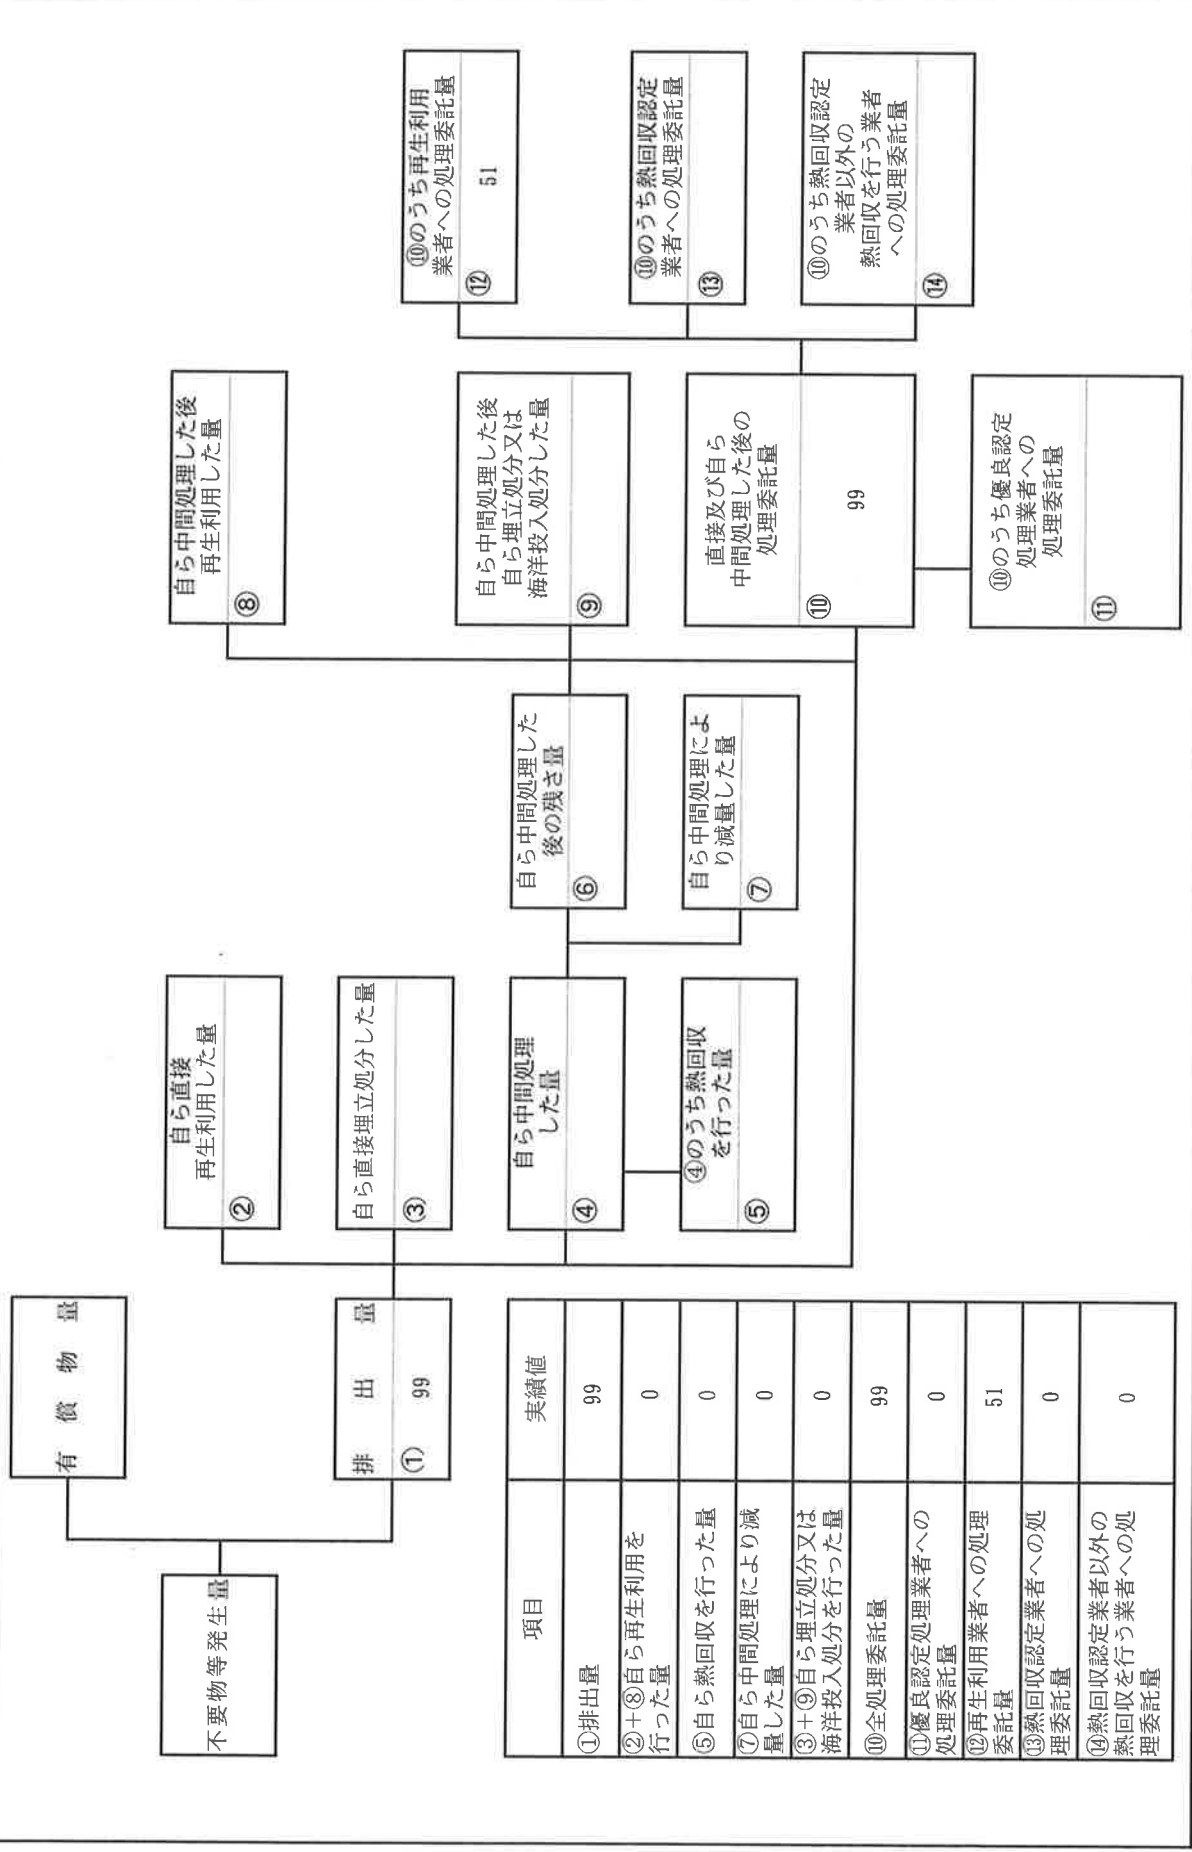 不要物等発生量
有償物量
排出量
① 99
自ら直接
再生利用した量
②
自ら直接埋立処分した量
③
自ら中間処理
した量
④
④のうち熱回収
を行った量
⑤
自ら中間処理した
後の残さ量
⑥
自ら中間処理によ
り減量した量
⑦
自ら中間処理した後
再生利用した量
⑧
自ら中間処理した後
自ら埋立処分又は
海洋投入処分した量
⑨
直接及び自ら
中間処理した後の
処理委託量
⑩ 99
⑩のうち優良認定
処理業者への
処理委託量
⑪
⑩のうち再生利用
業者への処理委託量
⑫ 51
⑩のうち熱回収認定
業者への処理委託量
⑬
⑩のうち熱回収認定
業者以外の
熱回収を行う業者
への処理委託量
⑭
項目 実績値
①排出量 99
②+⑧自ら再生利用を
行った量 0
⑤自ら熱回収を行った量 0
⑦自ら中間処理により減
量した量 0
③+⑨自ら埋立処分又は
海洋投入処分を行った量 0
⑩全処理委託量 99
⑪優良認定処理業者への
処理委託量 0
⑫再生利用業者への処理
委託量 51
⑬熱回収認定業者への処
理委託量 0
⑭熱回収認定業者以外の
熱回収を行う業者への処
理委託量 0